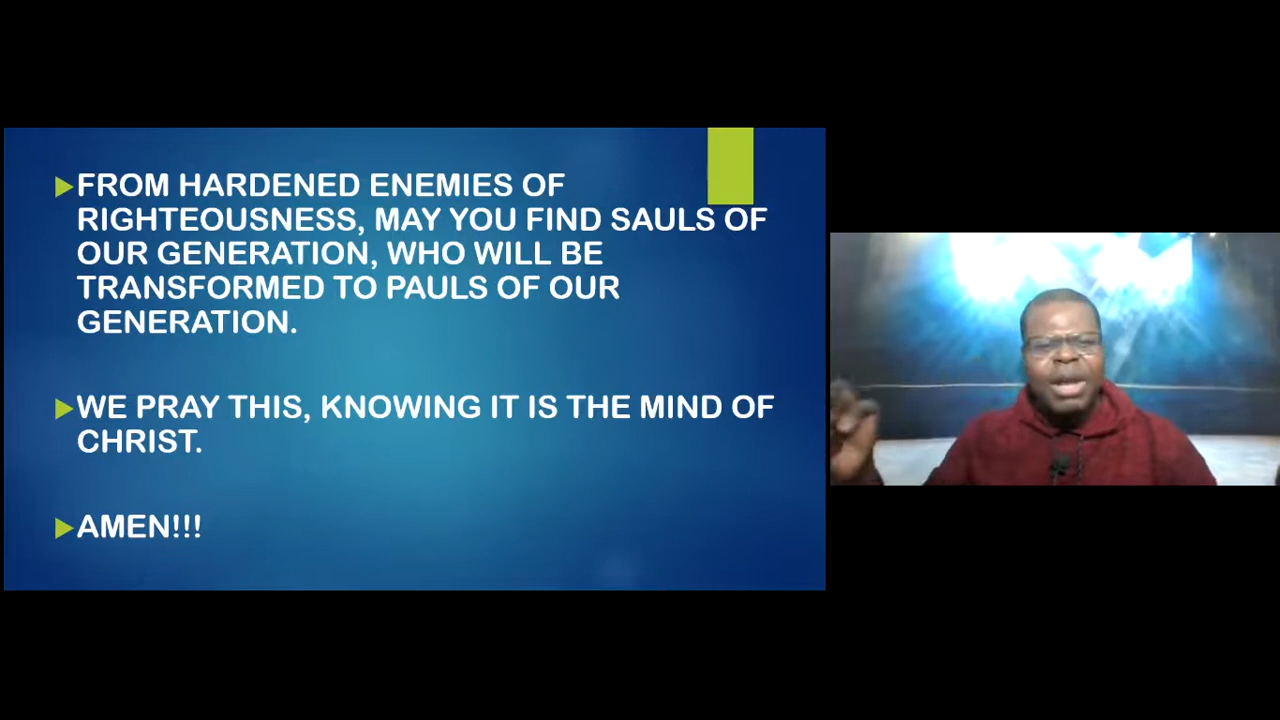 FROM HARDENED ENEMIES OF
RIGHTEOUSNESS, MAY YOU FIND SAULS OF
OUR GENERATION, WHO WILL BE
TRANSFORMED TO PAULS OF OUR
GENERATION.
WE PRAY THIS, KNOWING IT IS THE MIND OF
CHRIST.
AMEN!!!